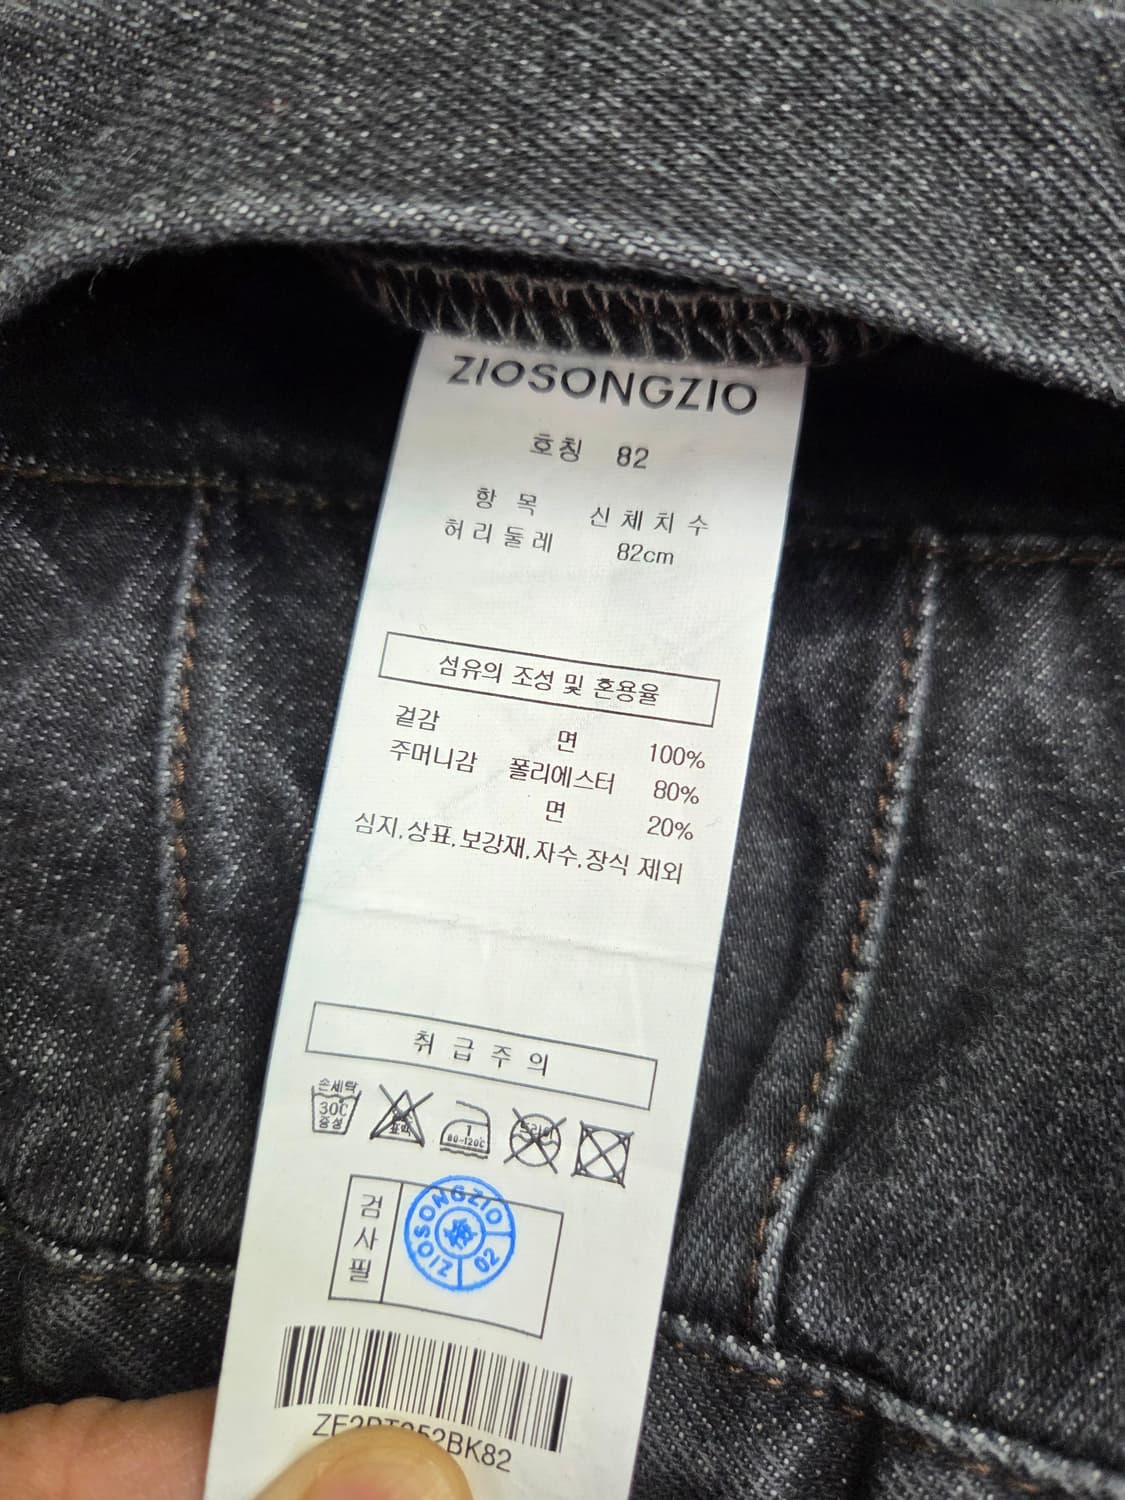 ZIOSONGZIO
호칭 82
항목 신체치수
허리둘레 82cm
섬유의 조성 및 혼용율
겉감 면 100%
주머니감 폴리에스터 80%
면 20%
심지,상표,보강재,자수,장식 제외
취급주의
손세탁
30℃
중성
표백
1
80~120℃
드라이
검사필
ZIOSONGZIO 02